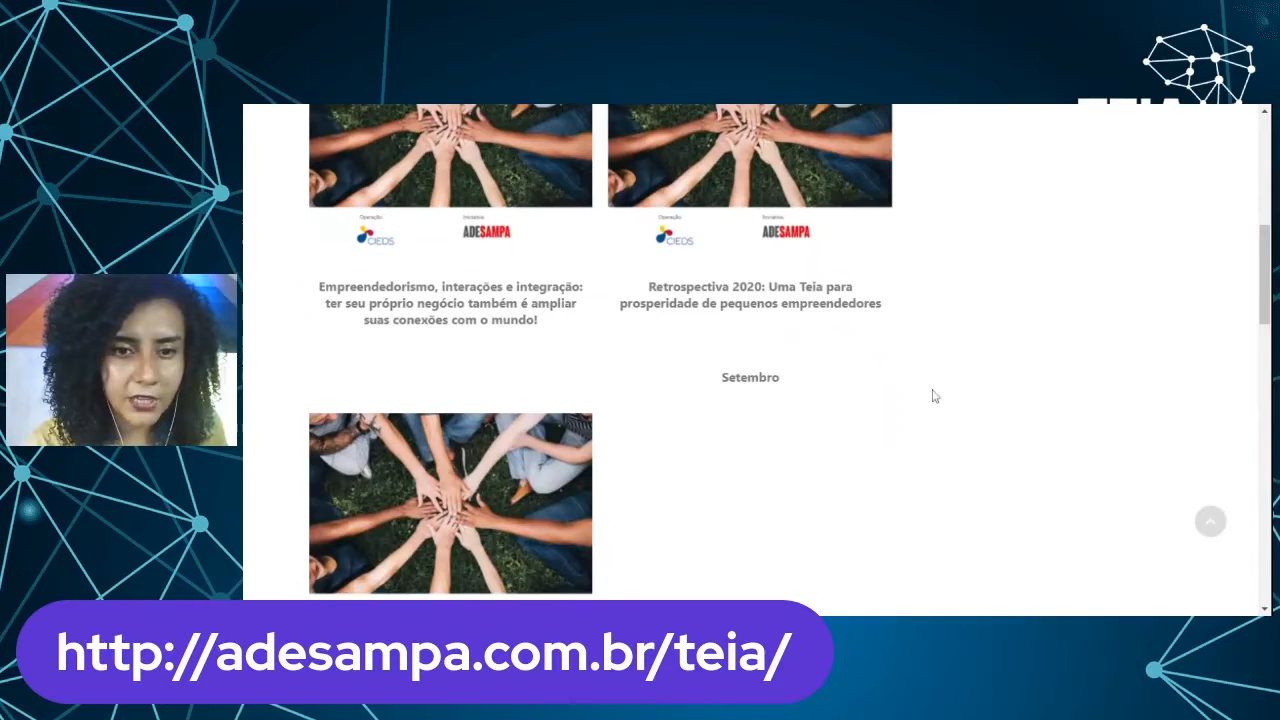 TEIA
Operação
Iniciativa
CIEDS
ADESAMPA
Operação
Iniciativa
CIEDS
ADESAMPA
Empreendedorismo, interações e integração:
ter seu próprio negócio também é ampliar
suas conexões com o mundo!
Retrospectiva 2020: Uma Teia para
prosperidade de pequenos empreendedores
Setembro
http://adesampa.com.br/teia/